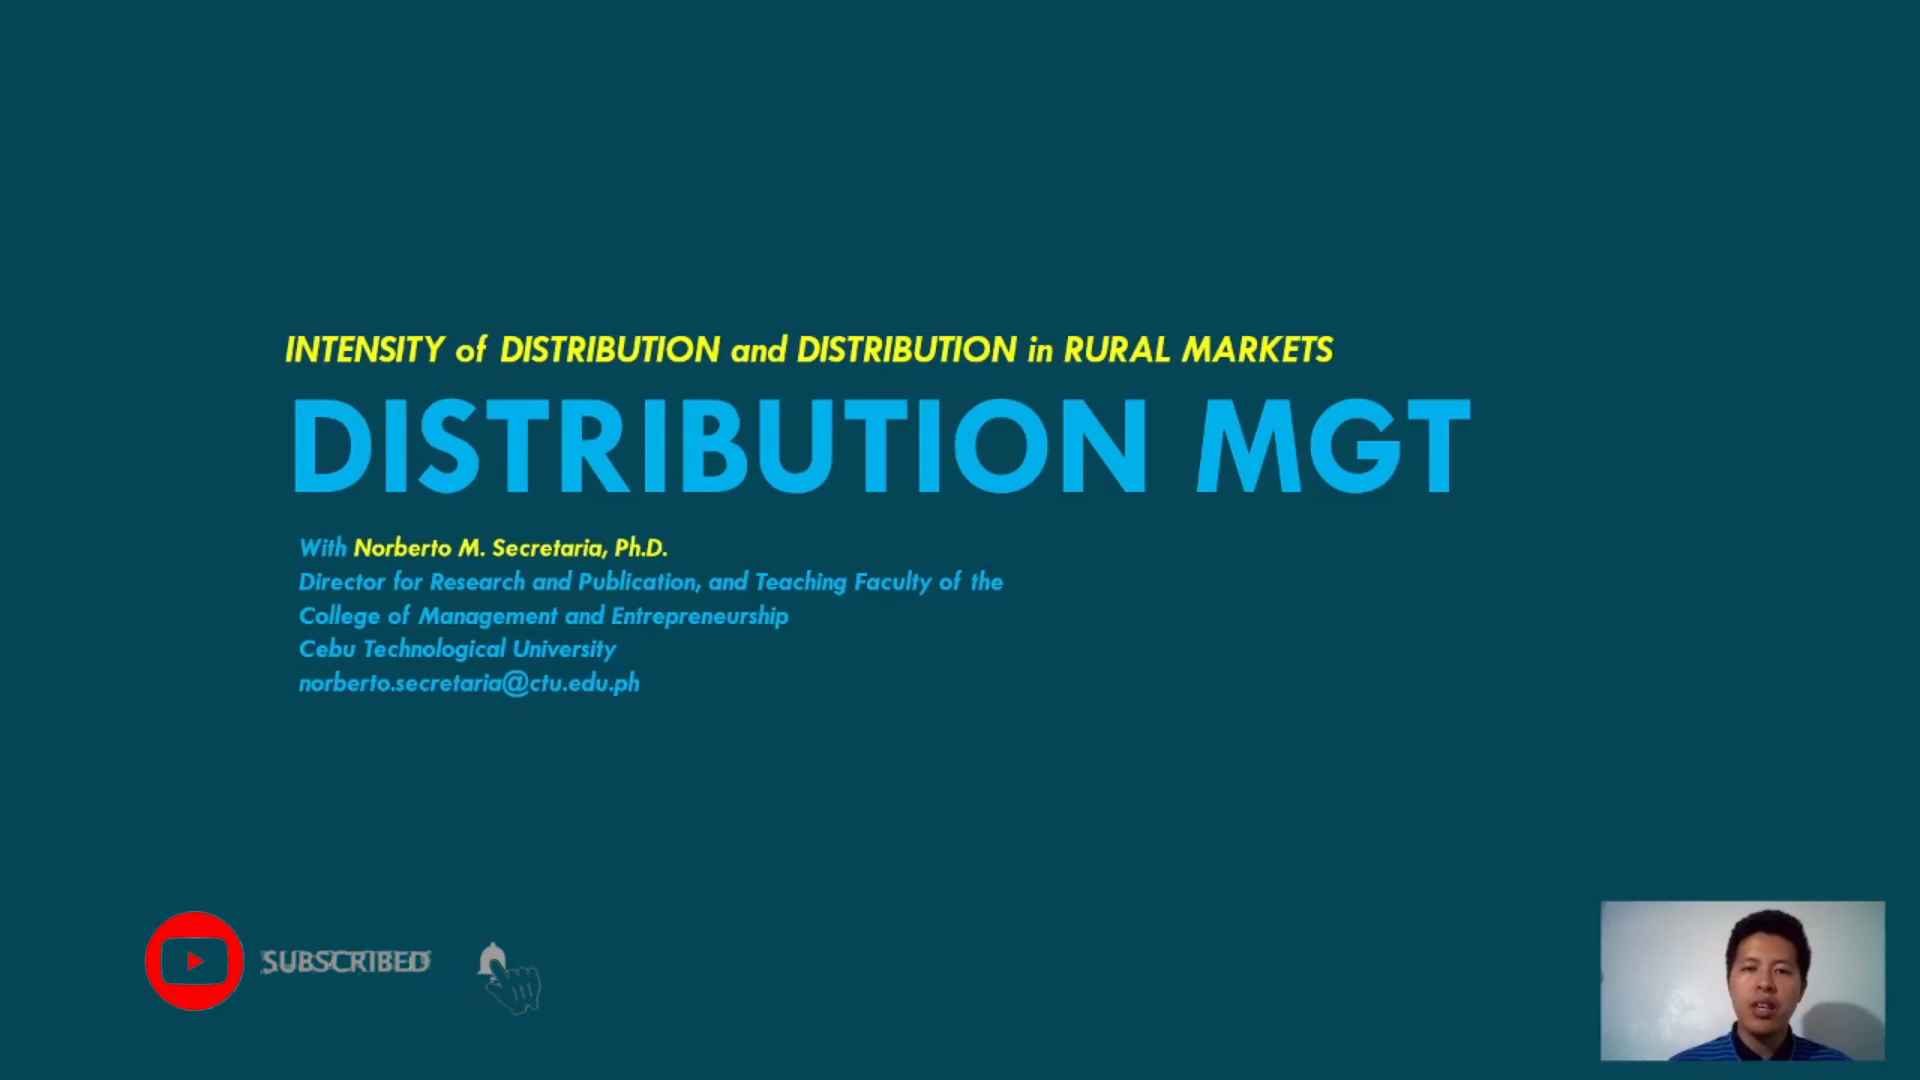 INTENSITY of DISTRIBUTION and DISTRIBUTION in RURAL MARKETS
DISTRIBUTION MGT
With Norberto M. Secretaria, Ph.D.
Director for Research and Publication, and Teaching Faculty of the
College of Management and Entrepreneurship
Cebu Technological University
norberto.secretaria@ctu.edu.ph
SUBSCRIBED